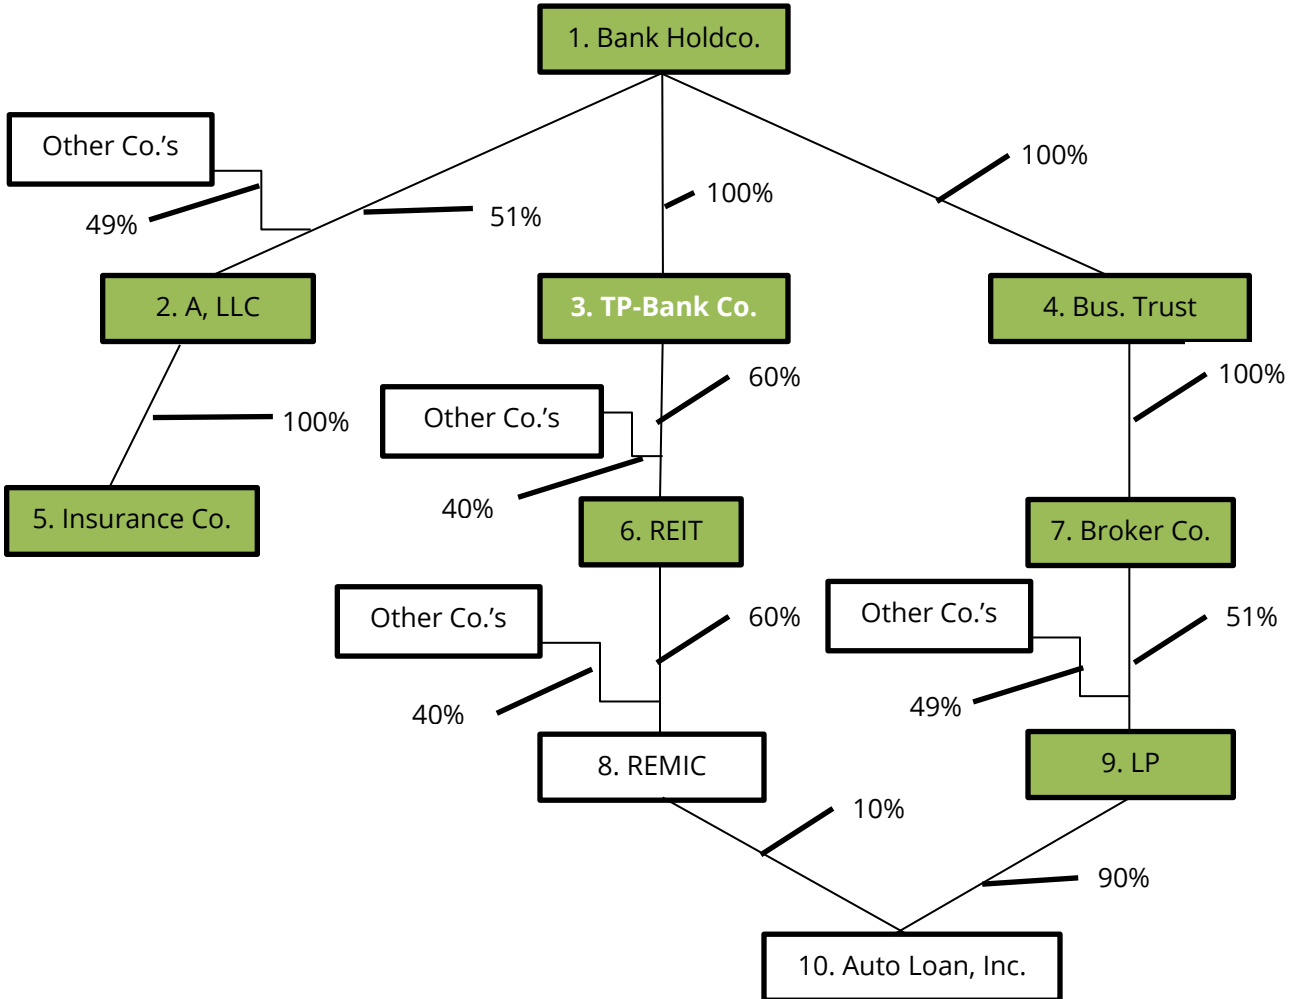 1. Bank Holdco.
Other Co.’s
100%
100%
49%
51%
2. A, LLC
3. TP-Bank Co.
4. Bus. Trust
60%
100%
Other Co.’s
100%
40%
5. Insurance Co.
6. REIT
7. Broker Co.
Other Co.’s
60%
Other Co.’s
51%
40%
49%
8. REMIC
9. LP
10%
90%
10. Auto Loan, Inc.